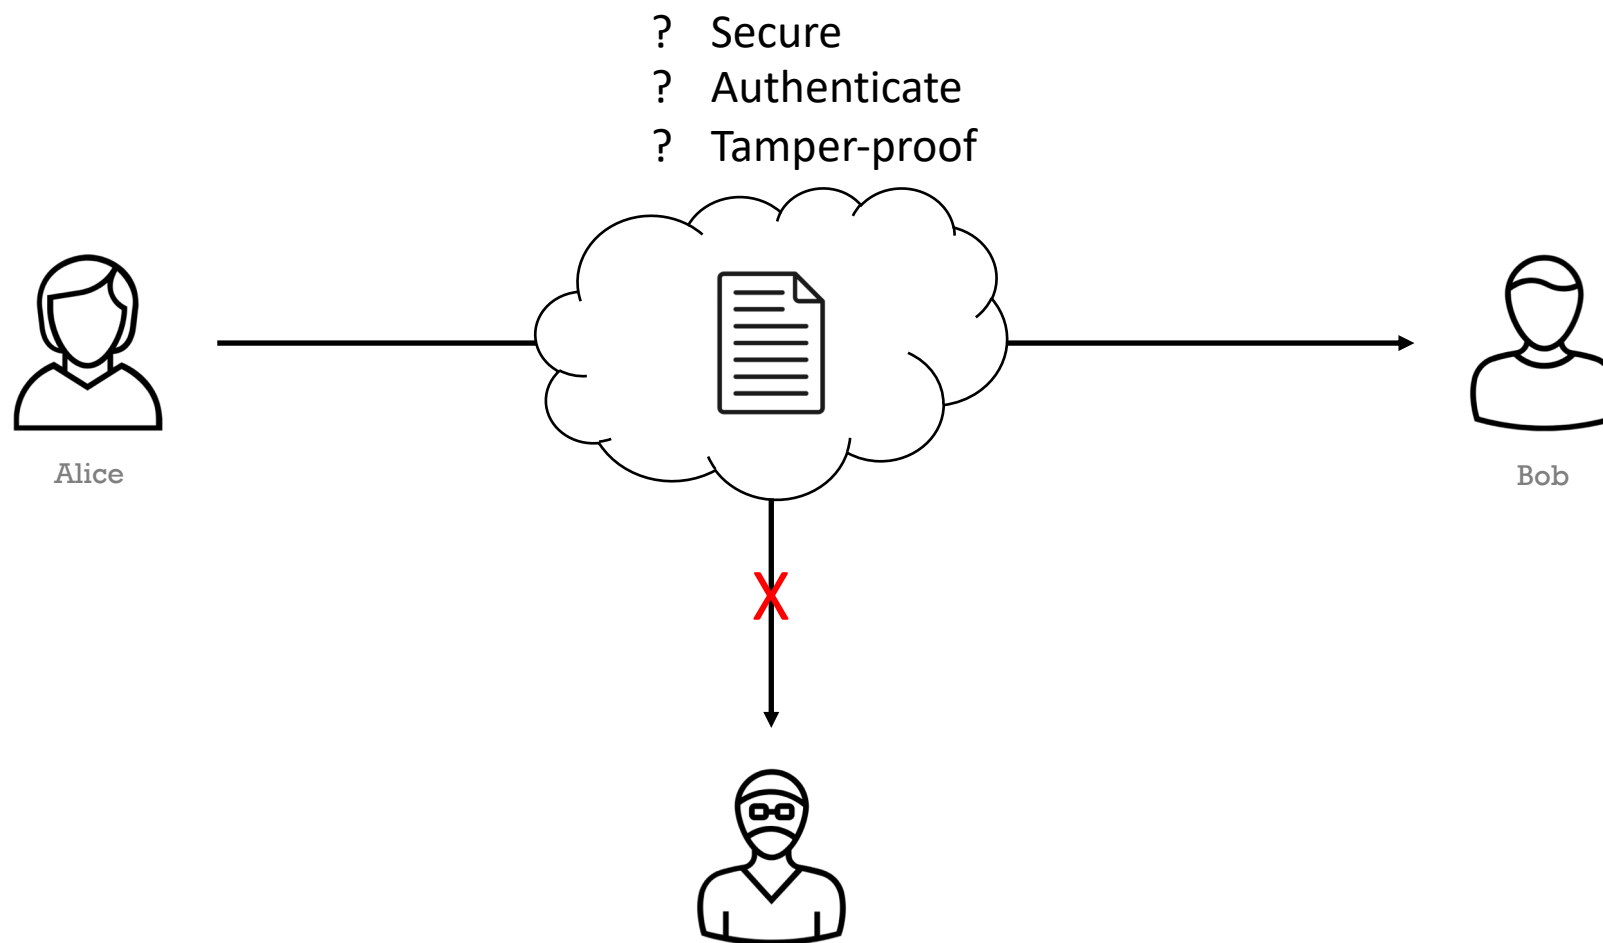 ? Secure
? Authenticate
? Tamper-proof
Alice
Bob
X